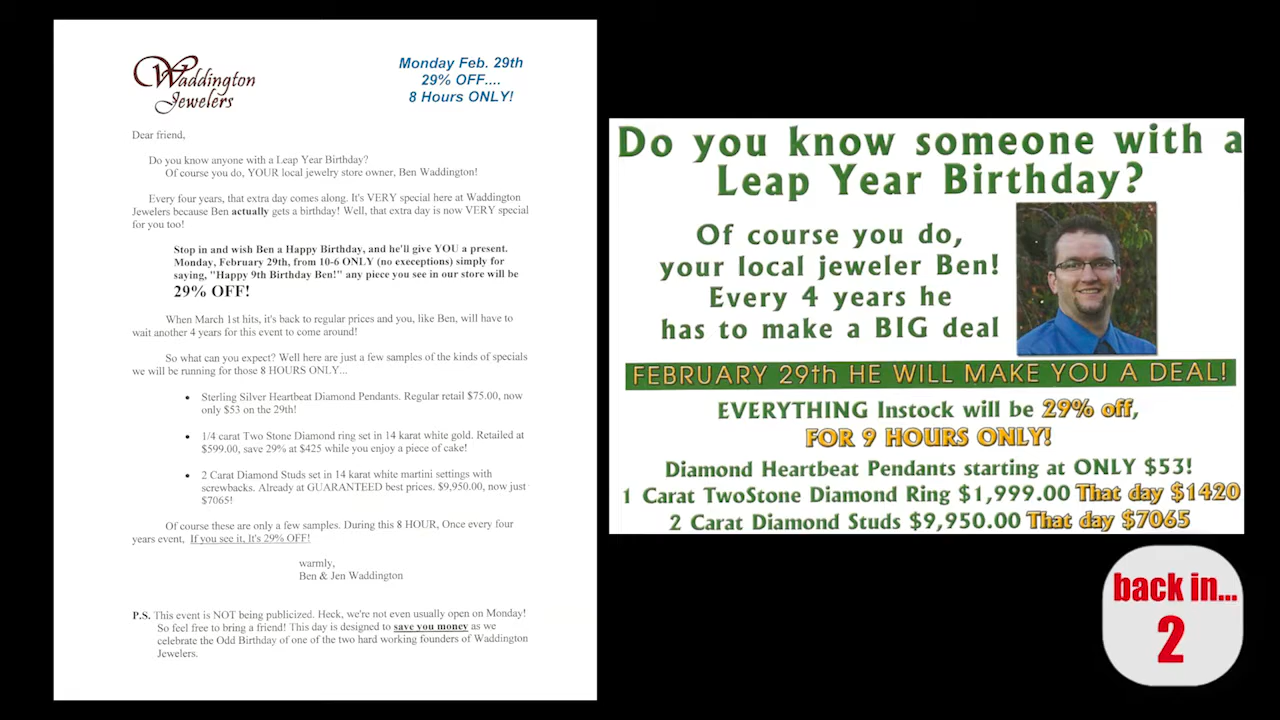 Waddington
Jewelers
Monday Feb. 29th
29% OFF....
8 Hours ONLY!
Dear friend,
Do you know anyone with a Leap Year Birthday?
Of course you do, YOUR local jewelry store owner, Ben Waddington!
Every four years, that extra day comes along. It's VERY special here at Waddington
Jewelers because Ben actually gets a birthday! Well, that extra day is now VERY special
for you too!
Stop in and wish Ben a Happy Birthday, and he'll give YOU a present.
Monday, February 29th, from 10-6 ONLY (no execeptions) simply for
saying, "Happy 9th Birthday Ben!" any piece you see in our store will be
29% OFF!
When March 1st hits, it's back to regular prices and you, like Ben, will have to
wait another 4 years for this event to come around!
So what can you expect? Well here are just a few samples of the kinds of specials
we will be running for those 8 HOURS ONLY...
• Sterling Silver Heartbeat Diamond Pendants. Regular retail $75.00, now
only $53 on the 29th!
• 1/4 carat Two Stone Diamond ring set in 14 karat white gold. Retailed at
$599.00, save 29% at $425 while you enjoy a piece of cake!
• 2 Carat Diamond Studs set in 14 karat white martini settings with
screwbacks. Already at GUARANTEED best prices. $9,950.00, now just
$7065!
Of course these are only a few samples. During this 8 HOUR, Once every four
years event, If you see it, It's 29% OFF!
warmly,
Ben & Jen Waddington
P.S. This event is NOT being publicized. Heck, we're not even usually open on Monday!
So feel free to bring a friend! This day is designed to save you money as we
celebrate the Odd Birthday of one of the two hard working founders of Waddington
Jewelers.
Do you know someone with a
Leap Year Birthday?
Of course you do,
your local jeweler Ben!
Every 4 years he
has to make a BIG deal
FEBRUARY 29th HE WILL MAKE YOU A DEAL!
EVERYTHING Instock will be 29% off,
FOR 9 HOURS ONLY!
Diamond Heartbeat Pendants starting at ONLY $53!
1 Carat TwoStone Diamond Ring $1,999.00 That day $1420
2 Carat Diamond Studs $9,950.00 That day $7065
back in...
2